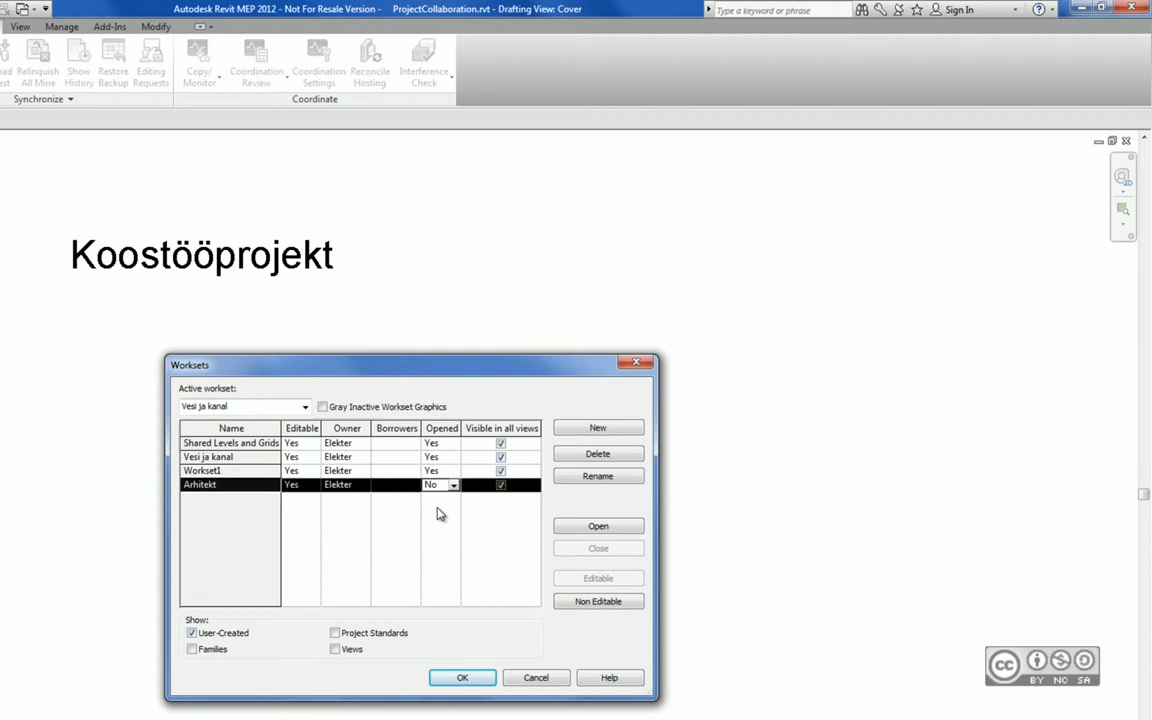 Autodesk Revit MEP 2012 - Not For Resale Version - ProjectCollaboration.rvt - Drafting View: Cover
Type a keyword or phrase
Sign In
View Manage Add-Ins Modify
Relinquish All Mine
Show History
Restore Backup
Editing Requests
Copy/ Monitor
Coordination Review
Coordination Settings
Reconcile Hosting
Interference Check
Synchronize
Coordinate
2D
Koostööprojekt
Worksets
Active workset:
Vesi ja kanal
Gray Inactive Workset Graphics
Name Editable Owner Borrowers Opened Visible in all views
Shared Levels and Grids Yes Elekter Yes
Vesi ja kanal Yes Elekter Yes
Workset1 Yes Elekter Yes
Arhitekt Yes Elekter No
New
Delete
Rename
Open
Close
Editable
Non Editable
Show:
User-Created
Project Standards
Families
Views
OK
Cancel
Help
cc
BY NC SA